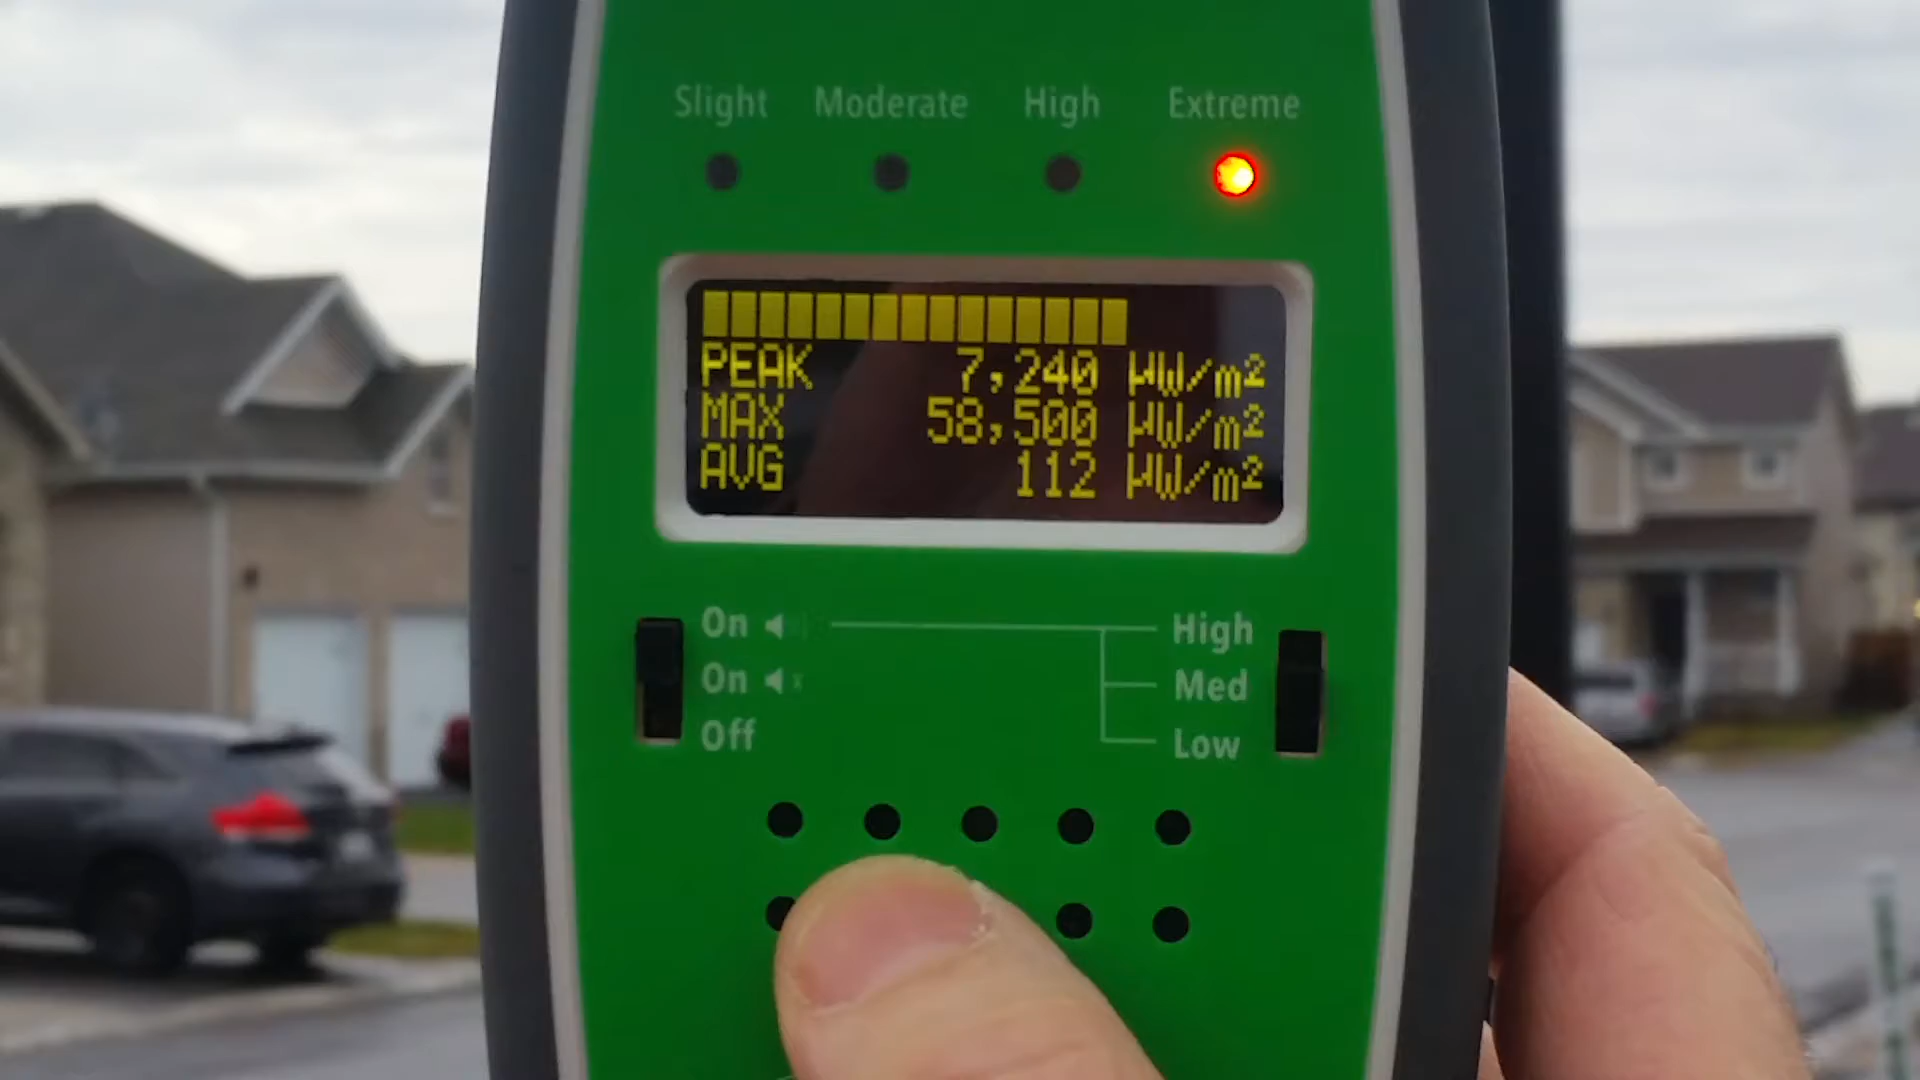 Slight Moderate High Extreme
PEAK 7,240 µW/m²
MAX 58,500 µW/m²
AVG 112 µW/m²
On High
On x Med
Off Low